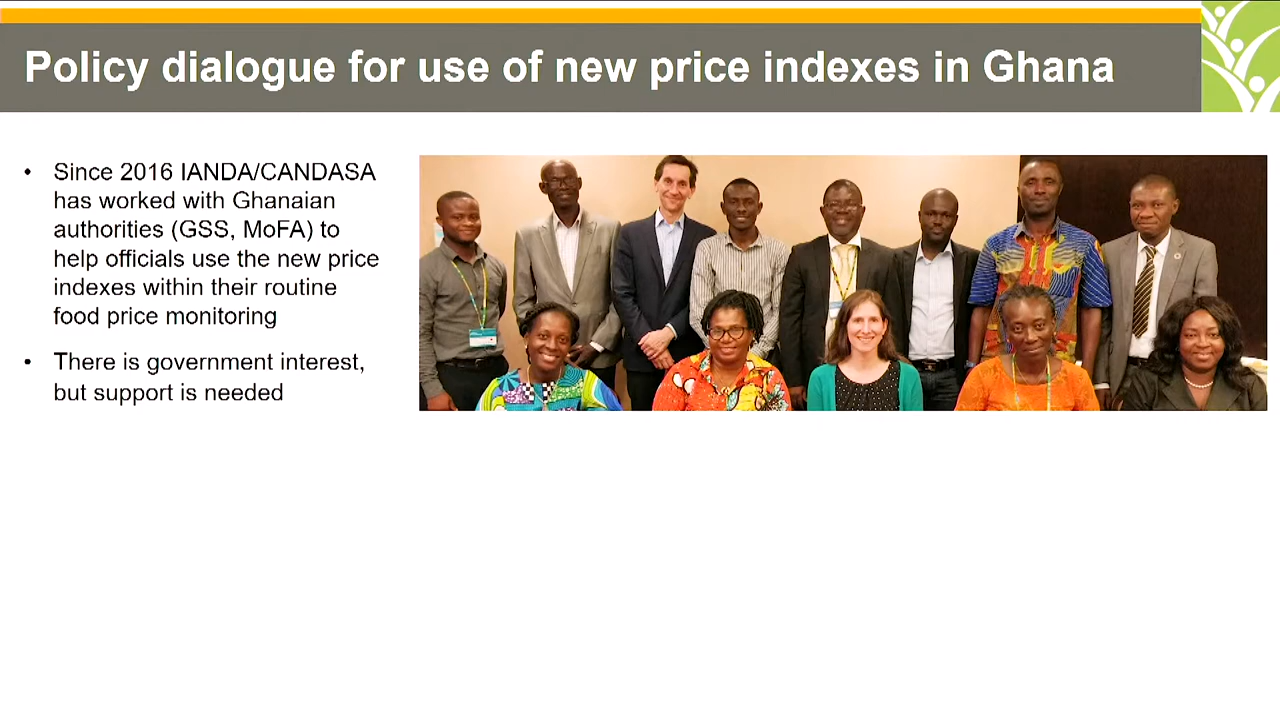 Policy dialogue for use of new price indexes in Ghana
• Since 2016 IANDA/CANDASA
has worked with Ghanaian
authorities (GSS, MoFA) to
help officials use the new price
indexes within their routine
food price monitoring
• There is government interest,
but support is needed